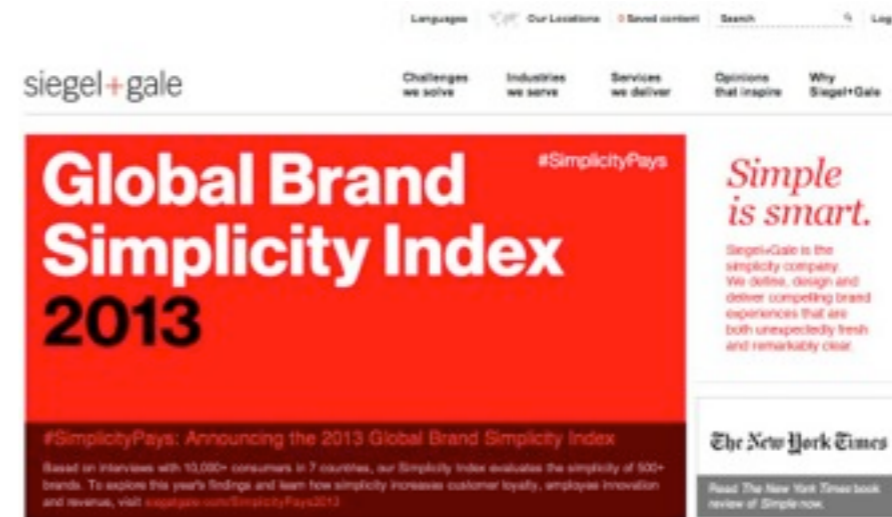 Languages Our Locations 0 Saved content Search Log
siegel+gale
Challenges we solve
Industries we serve
Services we deliver
Opinions that inspire
Why Siegel+Gale
Global Brand
Simplicity Index
2013
#SimplicityPays
#SimplicityPays: Announcing the 2013 Global Brand Simplicity Index
Based on interviews with 10,000+ consumers in 7 countries, our Simplicity Index evaluates the simplicity of 500+
brands. To explore this year's findings and learn how simplicity increases customer loyalty, employee innovation
and revenue, visit siegelgale.com/SimplicityPays2013
Simple
is smart.
Siegel+Gale is the
simplicity company.
We define, design and
deliver compelling brand
experiences that are
both unexpectedly fresh
and remarkably clear.
The New York Times
Read The New York Times book
review of Simple now.